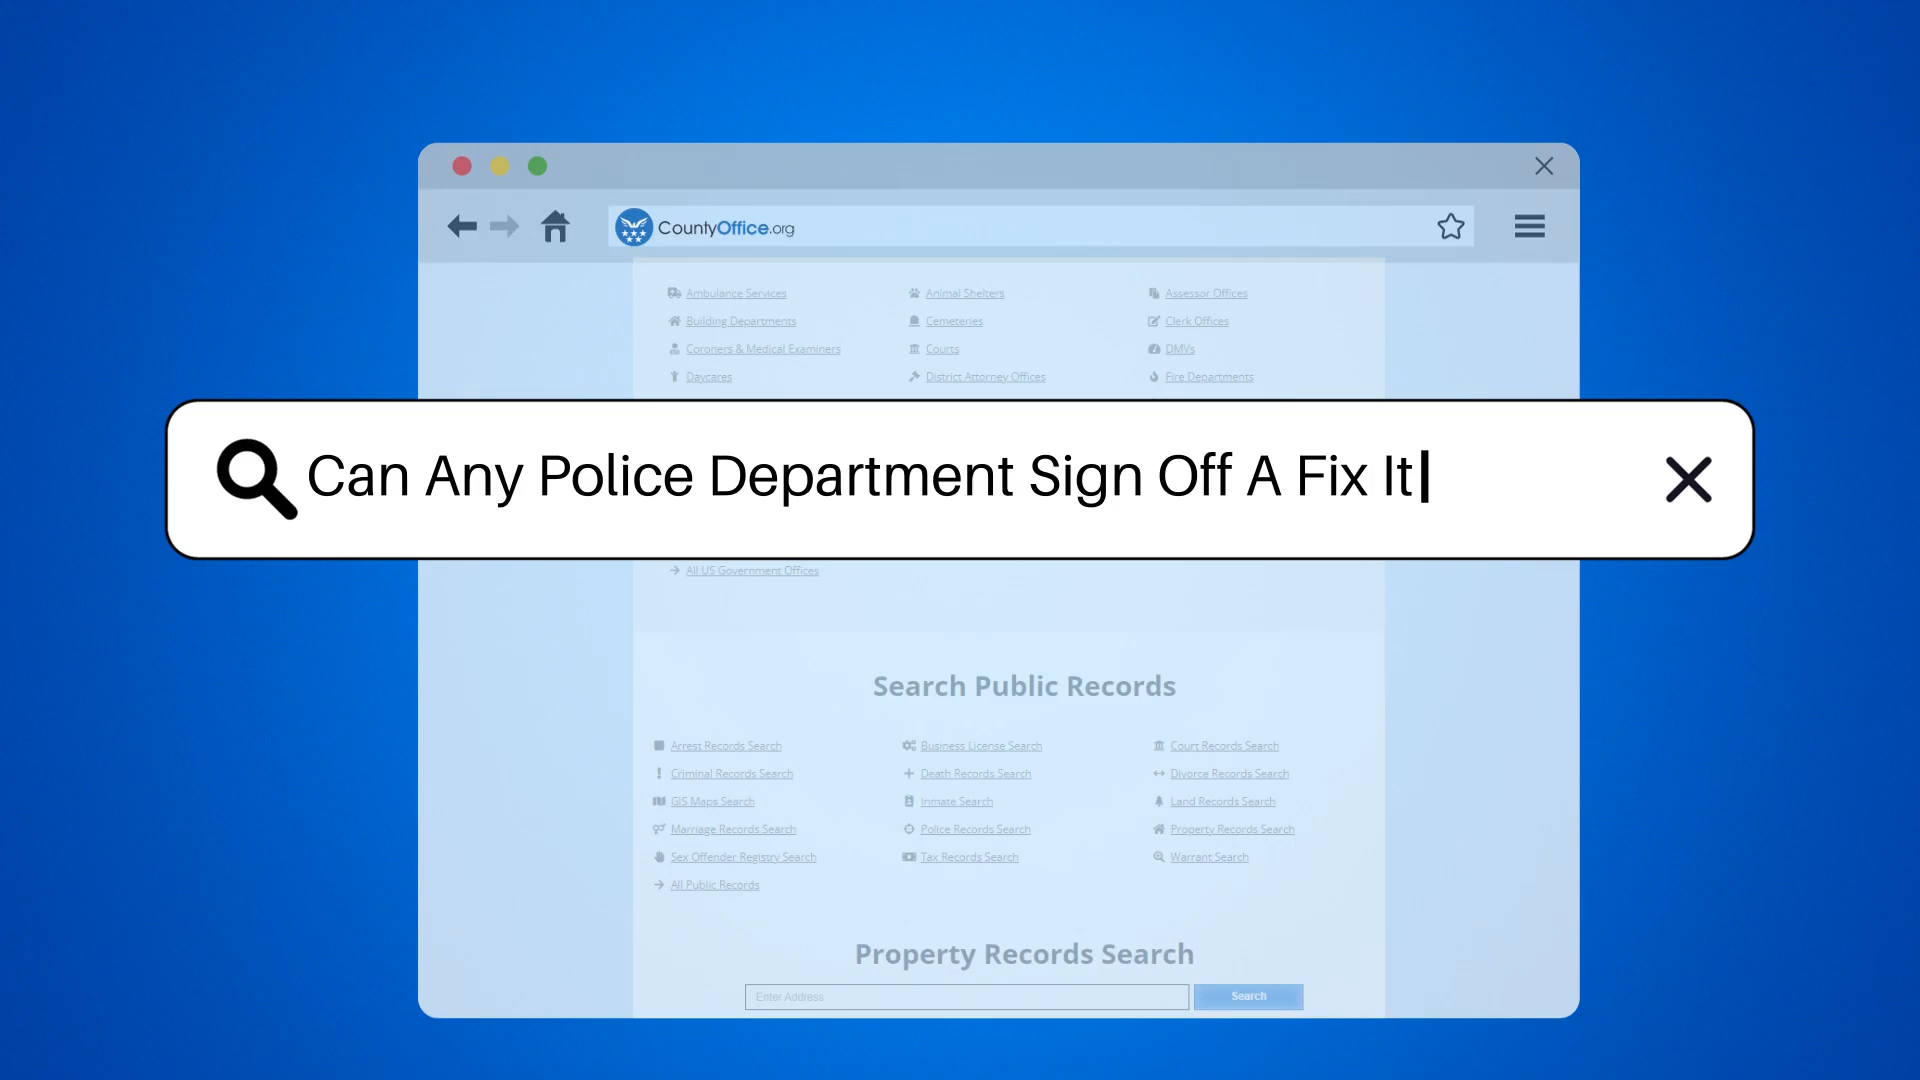 CountyOffice.org
Ambulance Services Animal Shelters Assessor Offices
Building Departments Cemeteries Clerk Offices
Coroners & Medical Examiners Courts DMVs
Daycares District Attorney Offices Fire Departments
Can Any Police Department Sign Off A Fix It
All US Government Offices
Search Public Records
Arrest Records Search Business License Search Court Records Search
Criminal Records Search Death Records Search Divorce Records Search
GIS Maps Search Inmate Search Land Records Search
Marriage Records Search Police Records Search Property Records Search
Sex Offender Registry Search Tax Records Search Warrant Search
All Public Records
Property Records Search
Enter Address Search